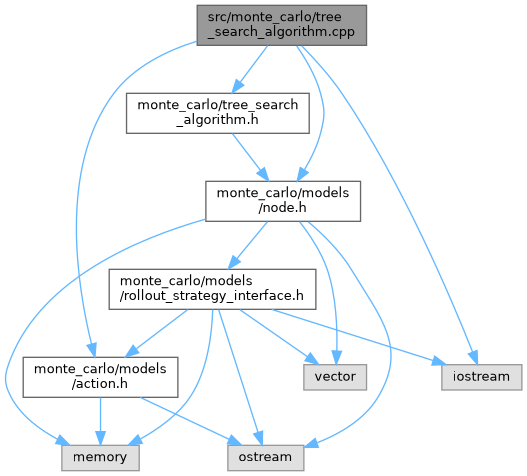 src/monte_carlo/tree
_search_algorithm.cpp
monte_carlo/tree_search
_algorithm.h
monte_carlo/models
/node.h
monte_carlo/models
/rollout_strategy_interface.h
monte_carlo/models
/action.h
vector
iostream
memory
ostream